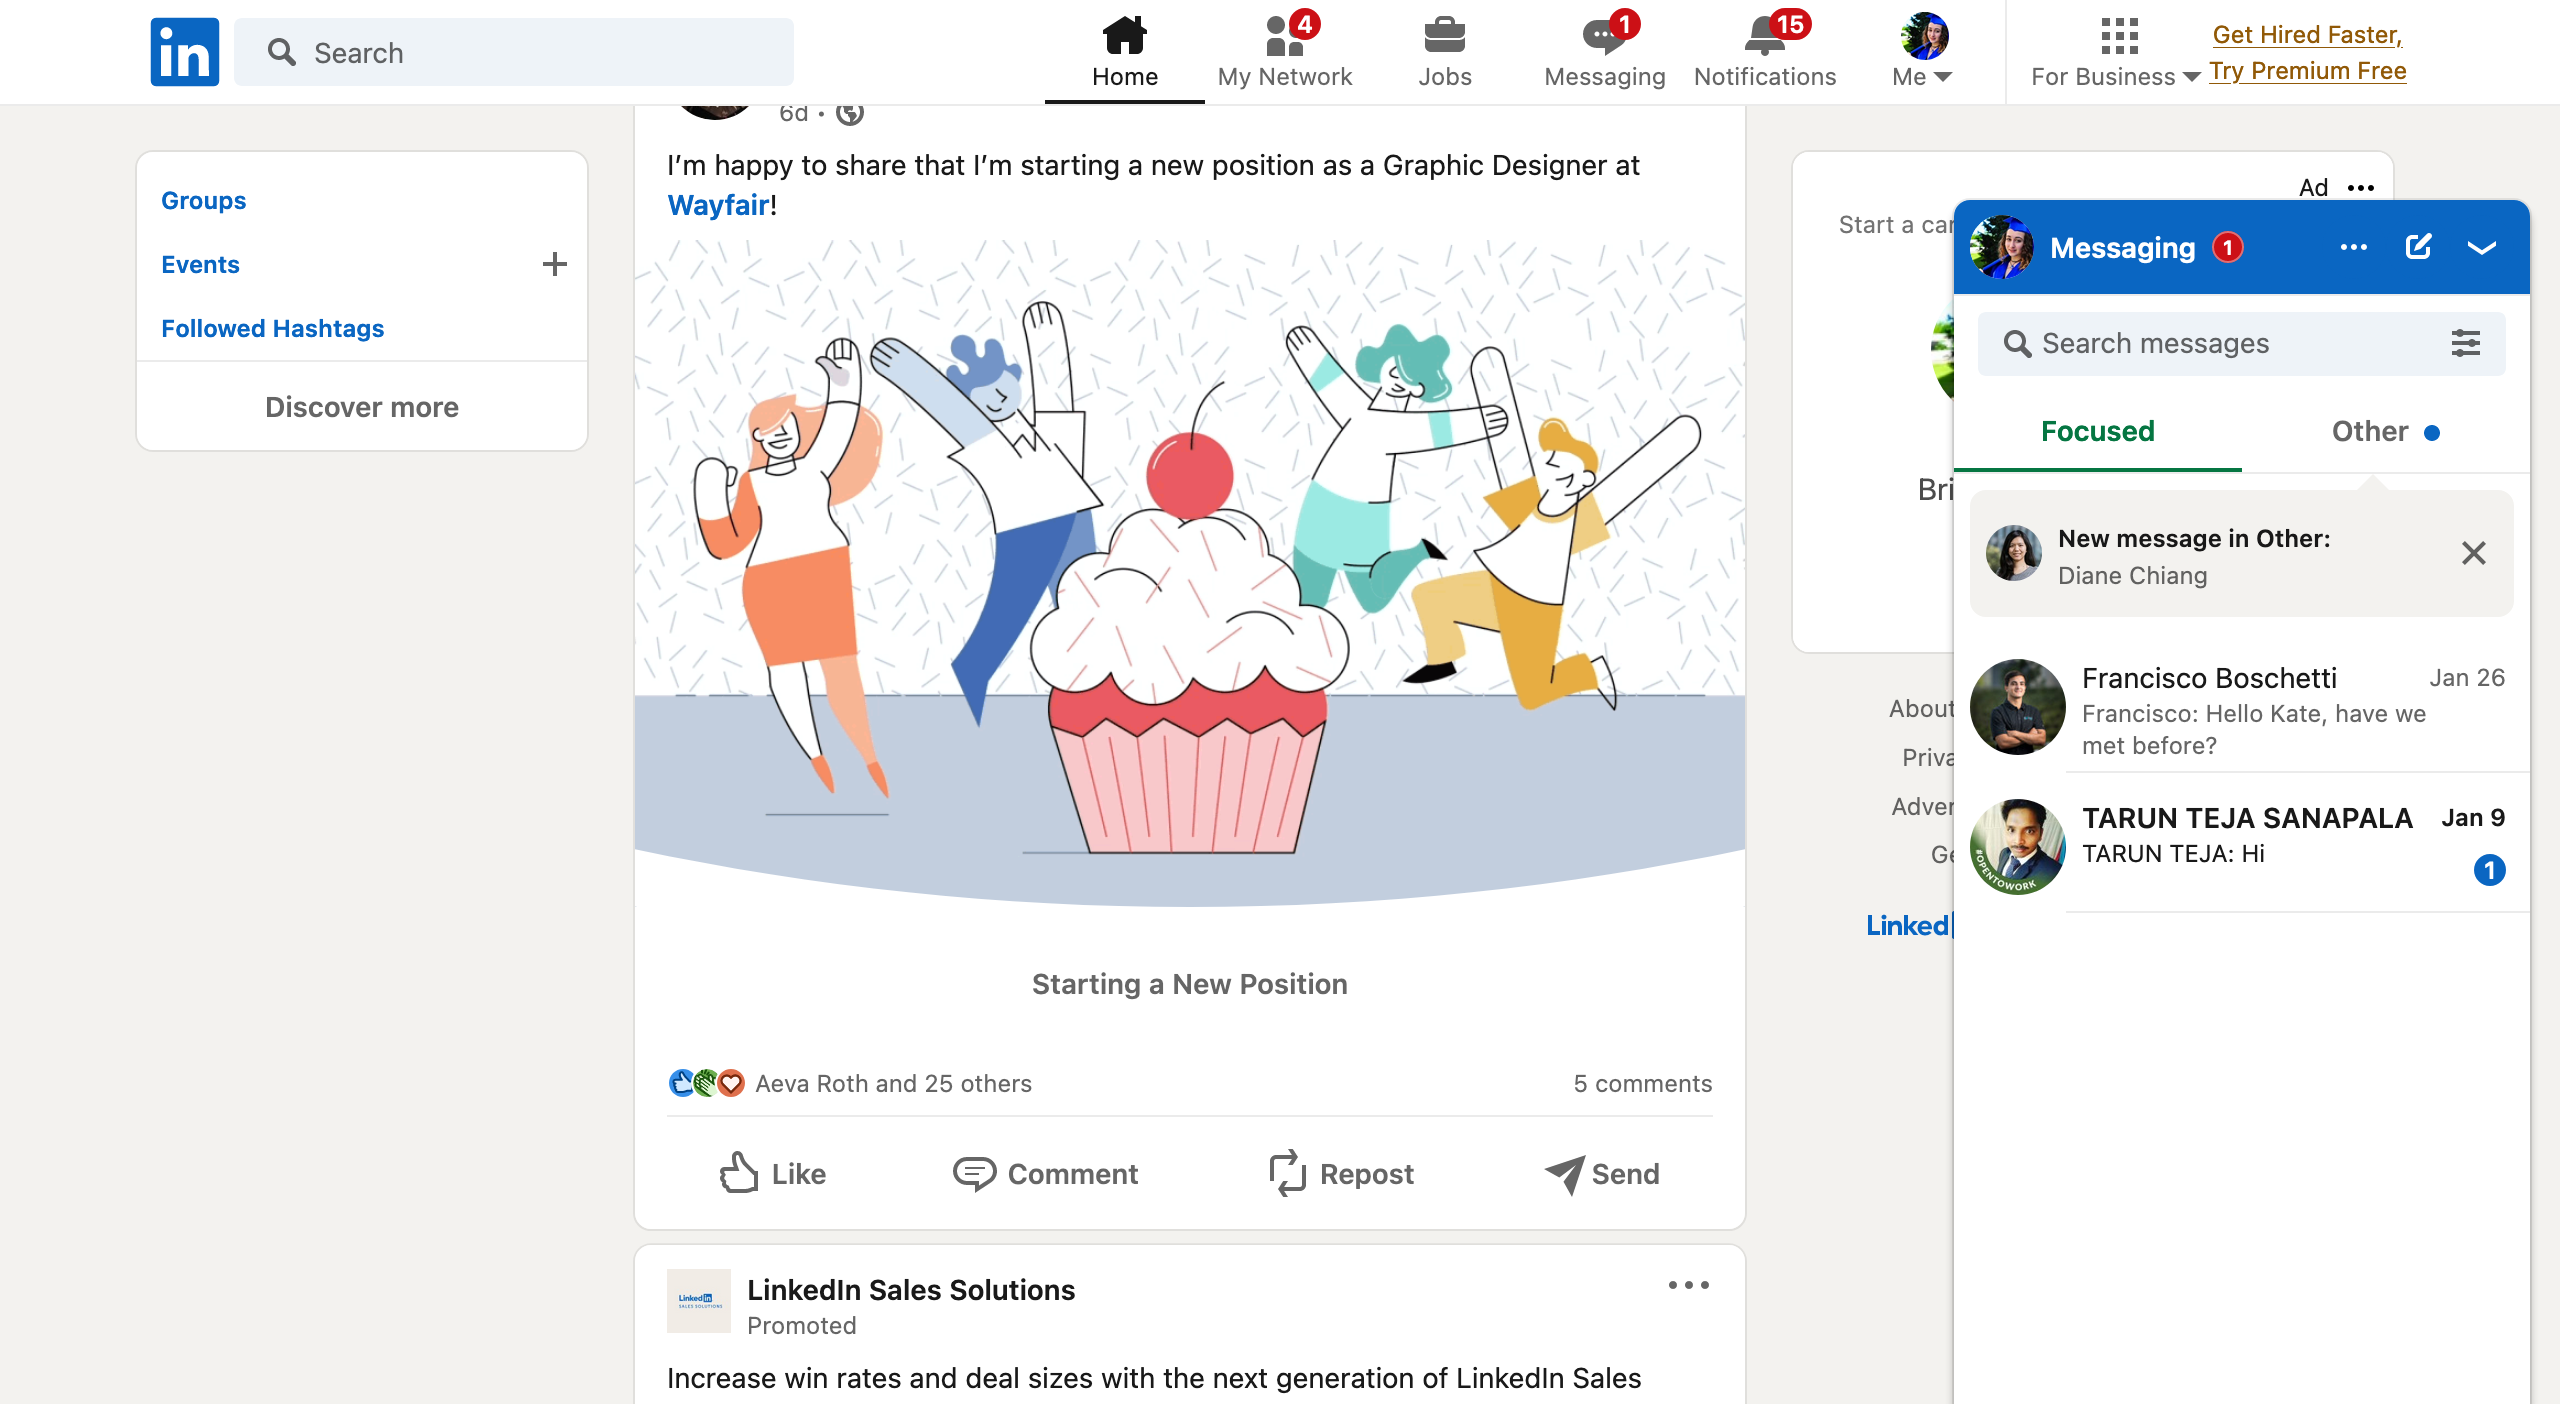 in
Search
Home
4
My Network
Jobs
1
Messaging
15
Notifications
Me
For Business
Get Hired Faster,
Try Premium Free
Groups
Events
Followed Hashtags
Discover more
6d •
I’m happy to share that I’m starting a new position as a Graphic Designer at
Wayfair!
Starting a New Position
Aeva Roth and 25 others
5 comments
Like
Comment
Repost
Send
LinkedIn
SALES SOLUTIONS
LinkedIn Sales Solutions
Promoted
Increase win rates and deal sizes with the next generation of LinkedIn Sales
Ad
Start a car
Bri
About
Priva
Adver
Ge
Linked
Messaging 1
Search messages
Focused
Other
New message in Other:
Diane Chiang
Francisco Boschetti
Jan 26
Francisco: Hello Kate, have we
met before?
#OPENTOWORK
TARUN TEJA SANAPALA
Jan 9
TARUN TEJA: Hi
1